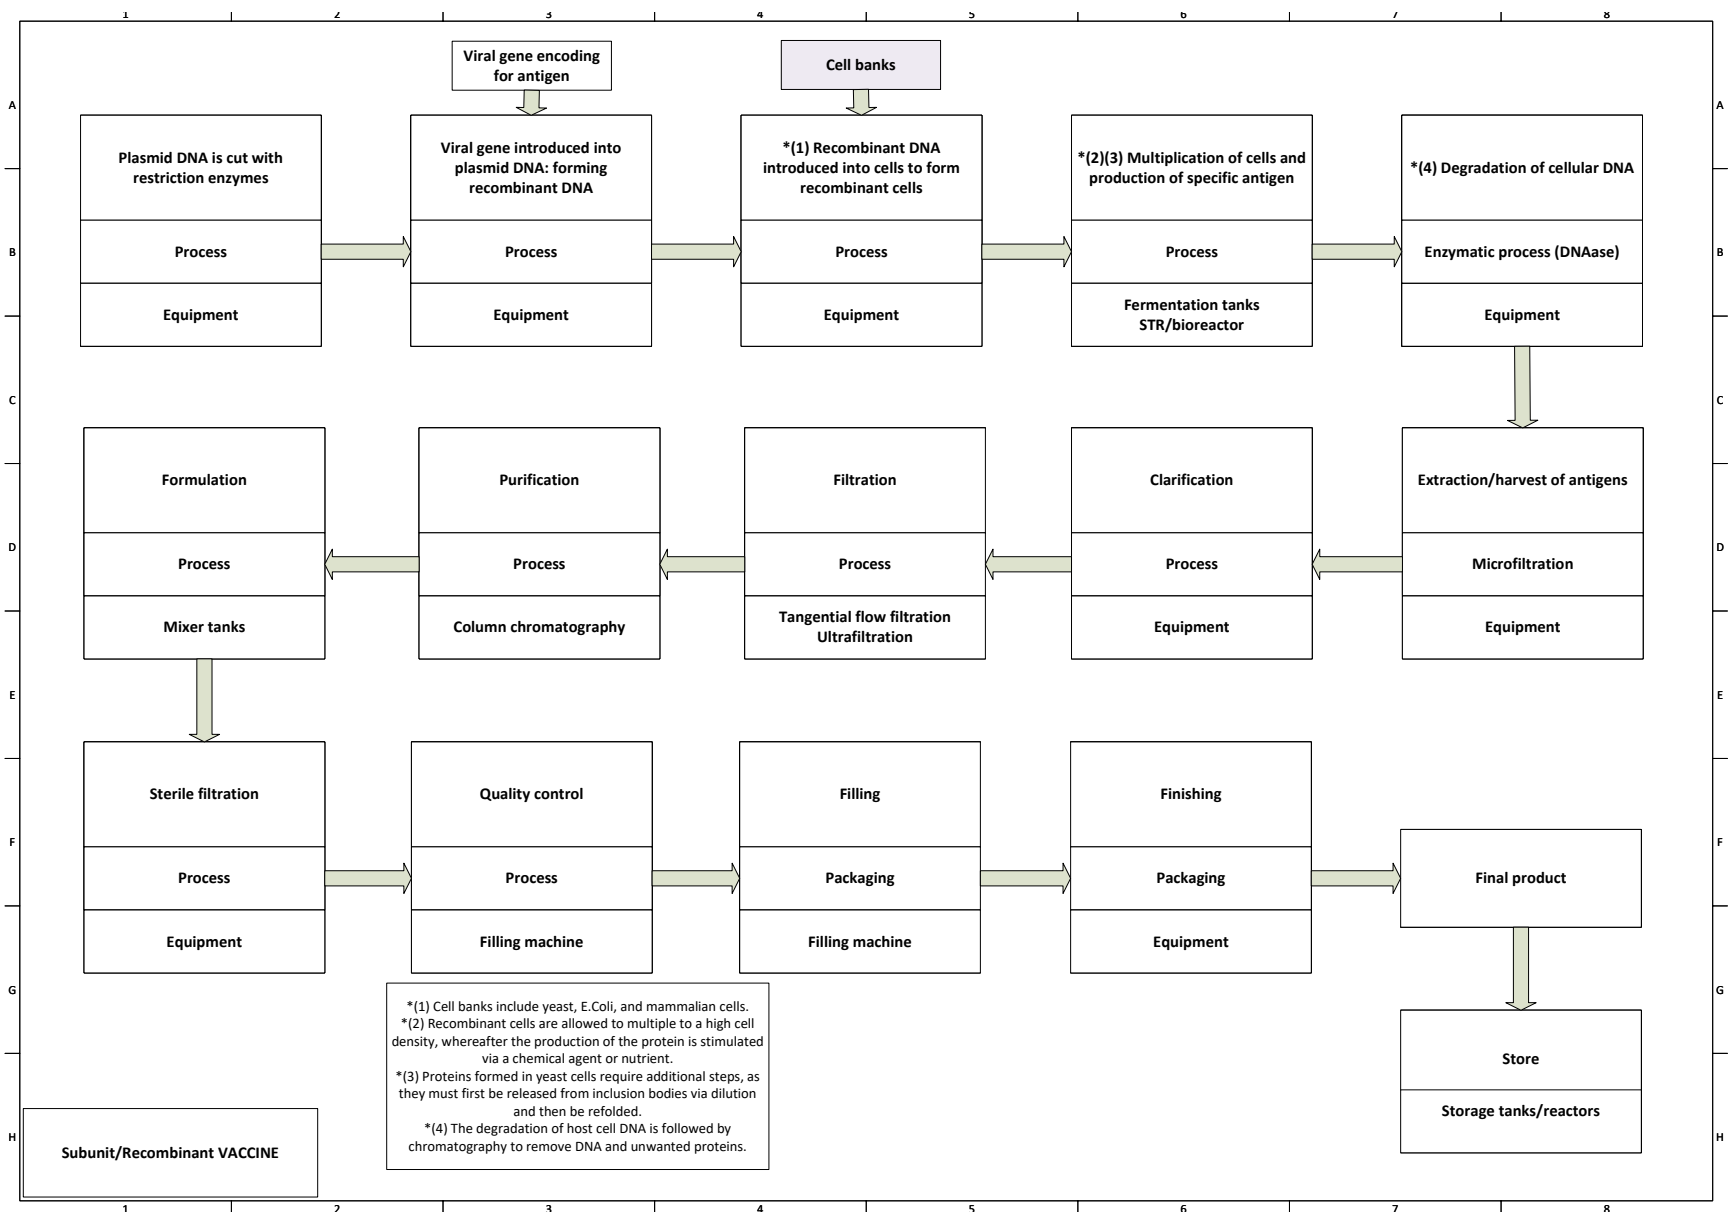 1 2 3 4 5 6 7 8
Viral gene encoding
for antigen
Cell banks
A
A
Plasmid DNA is cut with
restriction enzymes
Viral gene introduced into
plasmid DNA: forming
recombinant DNA
*(1) Recombinant DNA
introduced into cells to form
recombinant cells
*(2)(3) Multiplication of cells and
production of specific antigen
*(4) Degradation of cellular DNA
B
Process
Process
Process
Process
Enzymatic process (DNAase)
B
Equipment
Equipment
Equipment
Fermentation tanks
STR/bioreactor
Equipment
C
C
Formulation
Purification
Filtration
Clarification
Extraction/harvest of antigens
D
Process
Process
Process
Process
Microfiltration
D
Mixer tanks
Column chromatography
Tangential flow filtration
Ultrafiltration
Equipment
Equipment
E
E
Sterile filtration
Quality control
Filling
Finishing
F
F
Process
Process
Packaging
Packaging
Final product
Equipment
Filling machine
Filling machine
Equipment
G
G
*(1) Cell banks include yeast, E.Coli, and mammalian cells.
*(2) Recombinant cells are allowed to multiple to a high cell
density, whereafter the production of the protein is stimulated
via a chemical agent or nutrient.
*(3) Proteins formed in yeast cells require additional steps, as
they must first be released from inclusion bodies via dilution
and then be refolded.
*(4) The degradation of host cell DNA is followed by
chromatography to remove DNA and unwanted proteins.
Store
Storage tanks/reactors
H
H
Subunit/Recombinant VACCINE
1 2 3 4 5 6 7 8